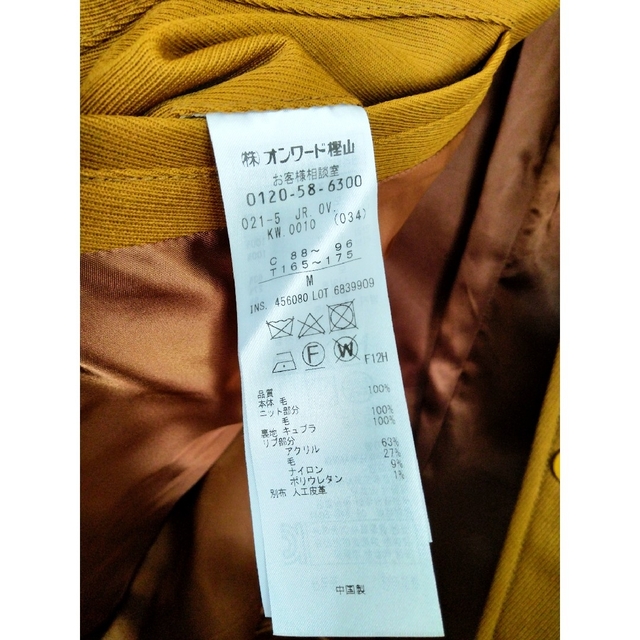 (株)オンワード樫山
お客様相談室
0120-58-6300
021-5 JR.OV.
KW.0010 (034)
C 88～ 96
T165～175
M
INS. 456080 LOT 6839909
F W F12H
品質
本体 毛 100%
ニット部分
毛 100%
裏地 キュプラ 100%
リブ部分
アクリル 63%
毛 27%
ナイロン 9%
ポリウレタン 1%
別布 人工皮革
中国製